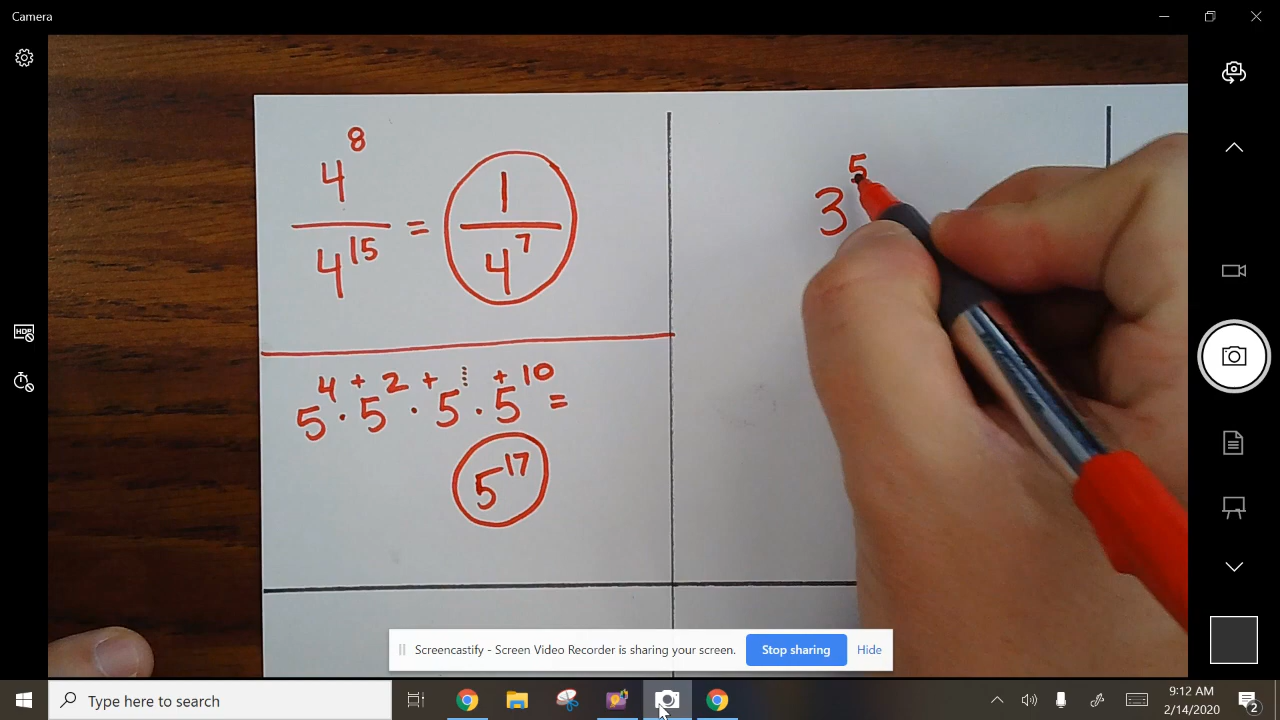 Camera
4^8
4^15 = 1
4^7
3^5
4 + 2 + ⋮ + 10
5 · 5 · 5 · 5 =
5^17
Screencastify - Screen Video Recorder is sharing your screen. Stop sharing Hide
Type here to search
9:12 AM
2/14/2020
2
HDR